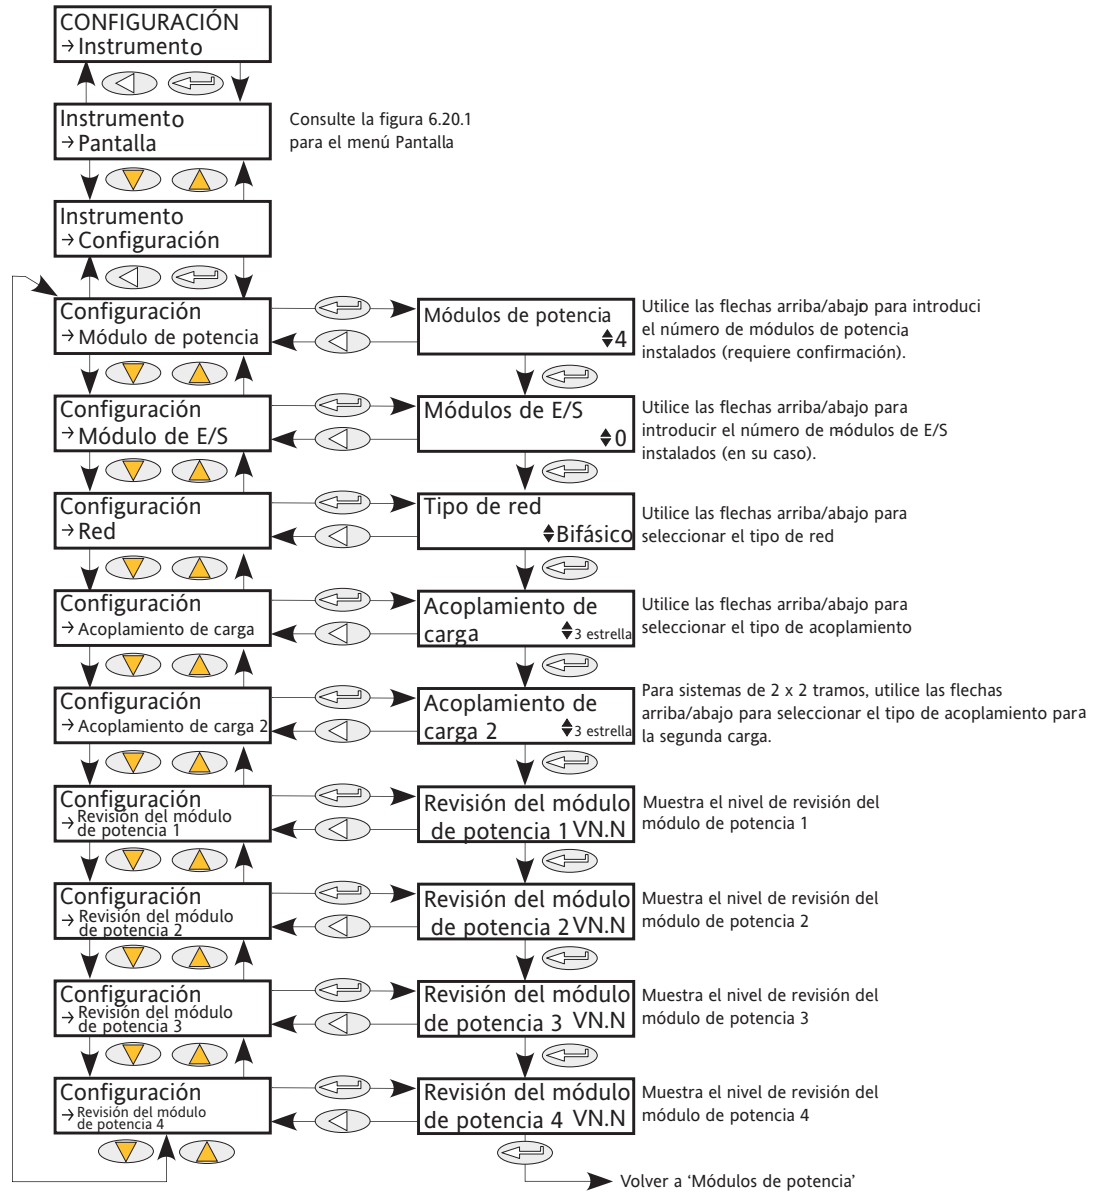 CONFIGURACIÓN
→ Instrumento
Instrumento
→ Pantalla
Consulte la figura 6.20.1
para el menú Pantalla
Instrumento
→ Configuración
Configuración
→ Módulo de potencia
Módulos de potencia
4
Utilice las flechas arriba/abajo para introduci
el número de módulos de potencia
instalados (requiere confirmación).
Configuración
→ Módulo de E/S
Módulos de E/S
0
Utilice las flechas arriba/abajo para
introducir el número de módulos de E/S
instalados (en su caso).
Configuración
→ Red
Tipo de red
Bifásico
Utilice las flechas arriba/abajo para
seleccionar el tipo de red
Configuración
→ Acoplamiento de carga
Acoplamiento de
carga 3 estrella
Utilice las flechas arriba/abajo para
seleccionar el tipo de acoplamiento
Configuración
→ Acoplamiento de carga 2
Acoplamiento de
carga 2 3 estrella
Para sistemas de 2 x 2 tramos, utilice las flechas
arriba/abajo para seleccionar el tipo de acoplamiento para
la segunda carga.
Configuración
→ Revisión del módulo
de potencia 1
Revisión del módulo
de potencia 1 VN.N
Muestra el nivel de revisión del
módulo de potencia 1
Configuración
→ Revisión del módulo
de potencia 2
Revisión del módulo
de potencia 2 VN.N
Muestra el nivel de revisión del
módulo de potencia 2
Configuración
→ Revisión del módulo
de potencia 3
Revisión del módulo
de potencia 3 VN.N
Muestra el nivel de revisión del
módulo de potencia 3
Configuración
→ Revisión del módulo
de potencia 4
Revisión del módulo
de potencia 4 VN.N
Muestra el nivel de revisión del
módulo de potencia 4
Volver a 'Módulos de potencia'